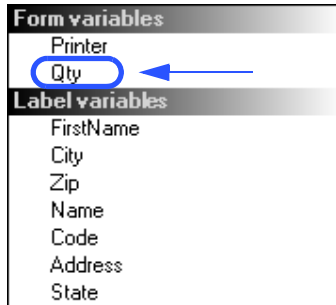 Form variables
Printer
Qty
Label variables
FirstName
City
Zip
Name
Code
Address
State